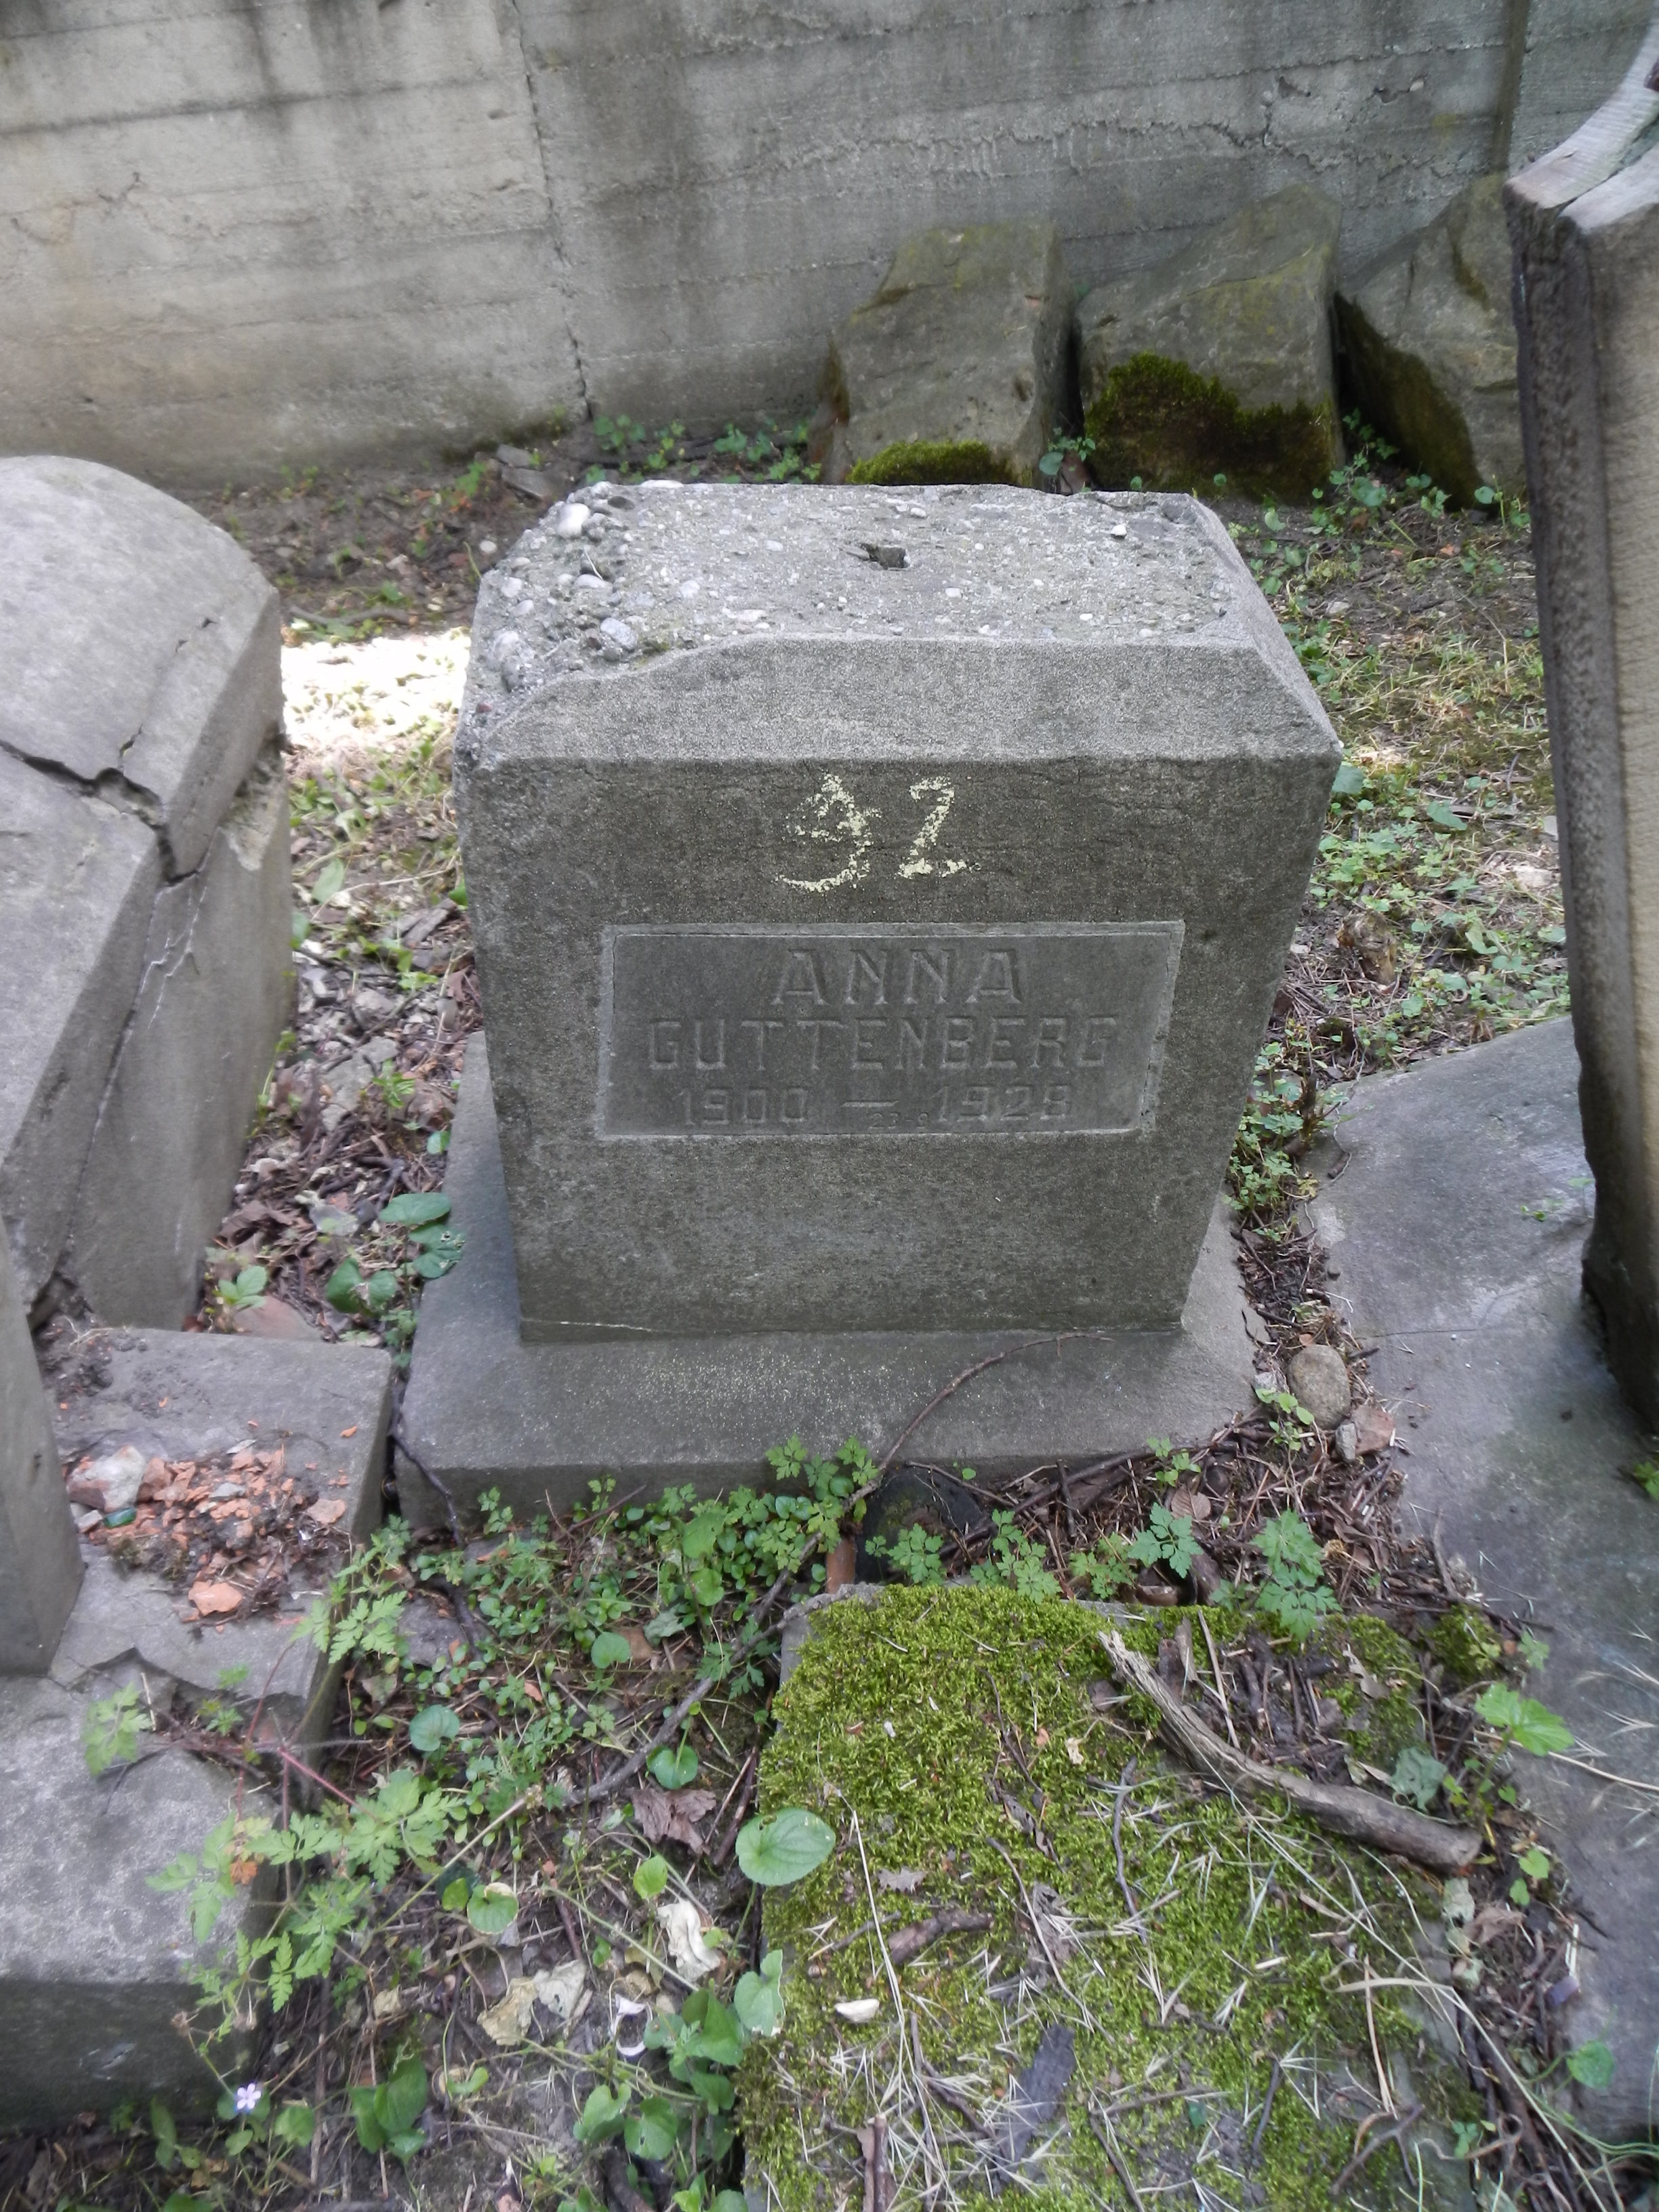 92
ANNA
GUTTENBERG
1900 — 1928